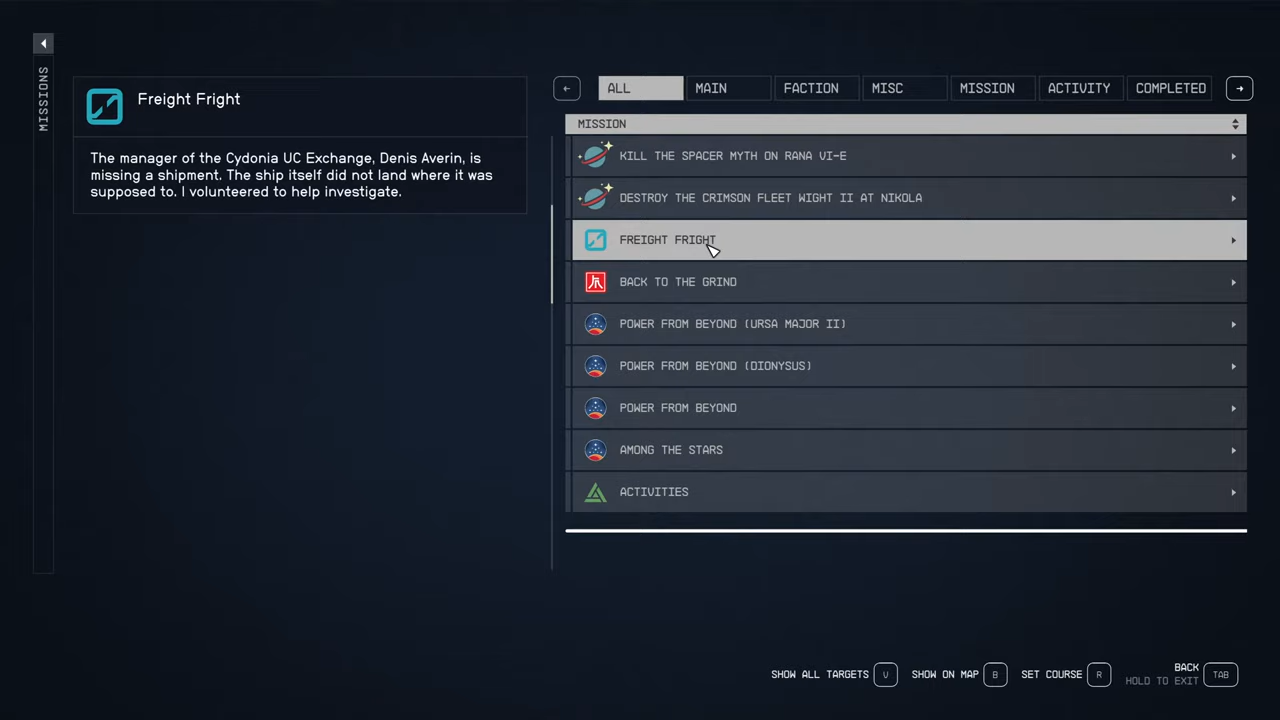 MISSIONS
Freight Fright
The manager of the Cydonia UC Exchange, Denis Averin, is
missing a shipment. The ship itself did not land where it was
supposed to. I volunteered to help investigate.
ALL MAIN FACTION MISC MISSION ACTIVITY COMPLETED
MISSION
KILL THE SPACER MYTH ON RANA VI-E
DESTROY THE CRIMSON FLEET WIGHT II AT NIKOLA
FREIGHT FRIGHT
BACK TO THE GRIND
POWER FROM BEYOND (URSA MAJOR II)
POWER FROM BEYOND (DIONYSUS)
POWER FROM BEYOND
AMONG THE STARS
ACTIVITIES
SHOW ALL TARGETS V SHOW ON MAP B SET COURSE R BACK HOLD TO EXIT TAB